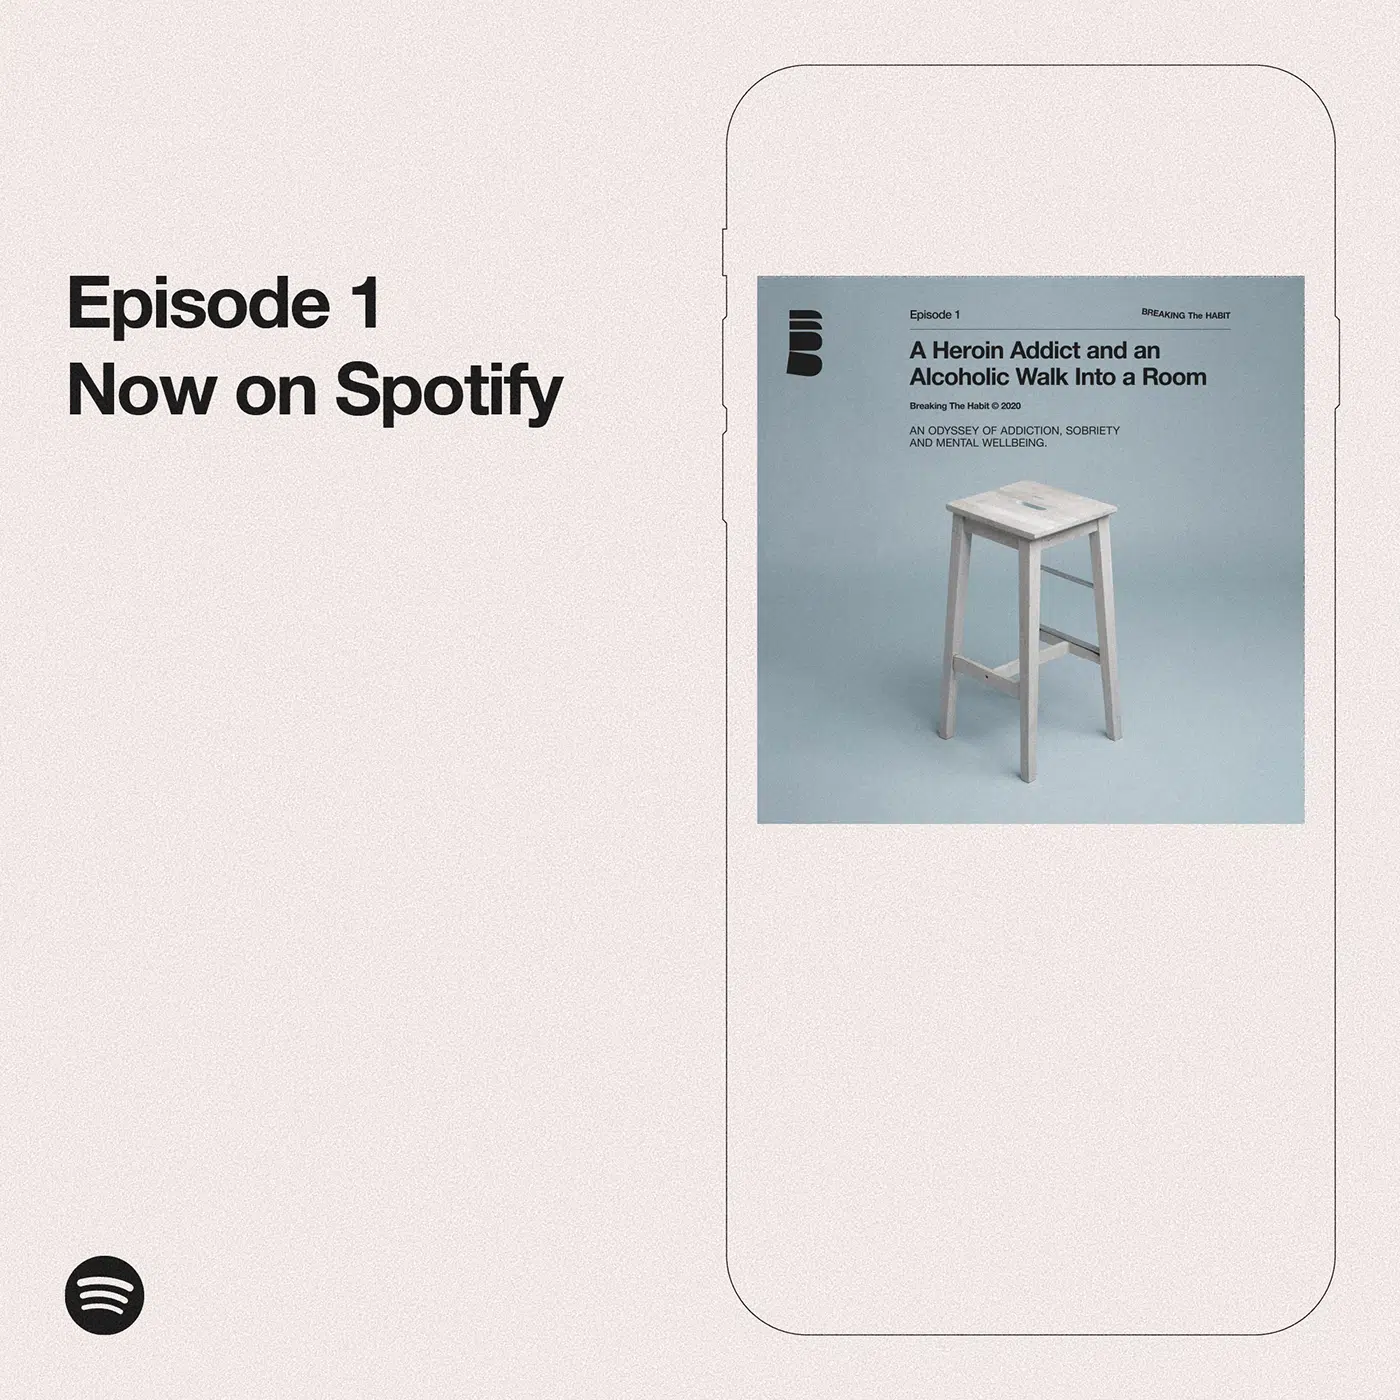 Episode 1
Now on Spotify
Episode 1
BREAKING The HABIT
A Heroin Addict and an
Alcoholic Walk Into a Room
Breaking The Habit © 2020
AN ODYSSEY OF ADDICTION, SOBRIETY
AND MENTAL WELLBEING.